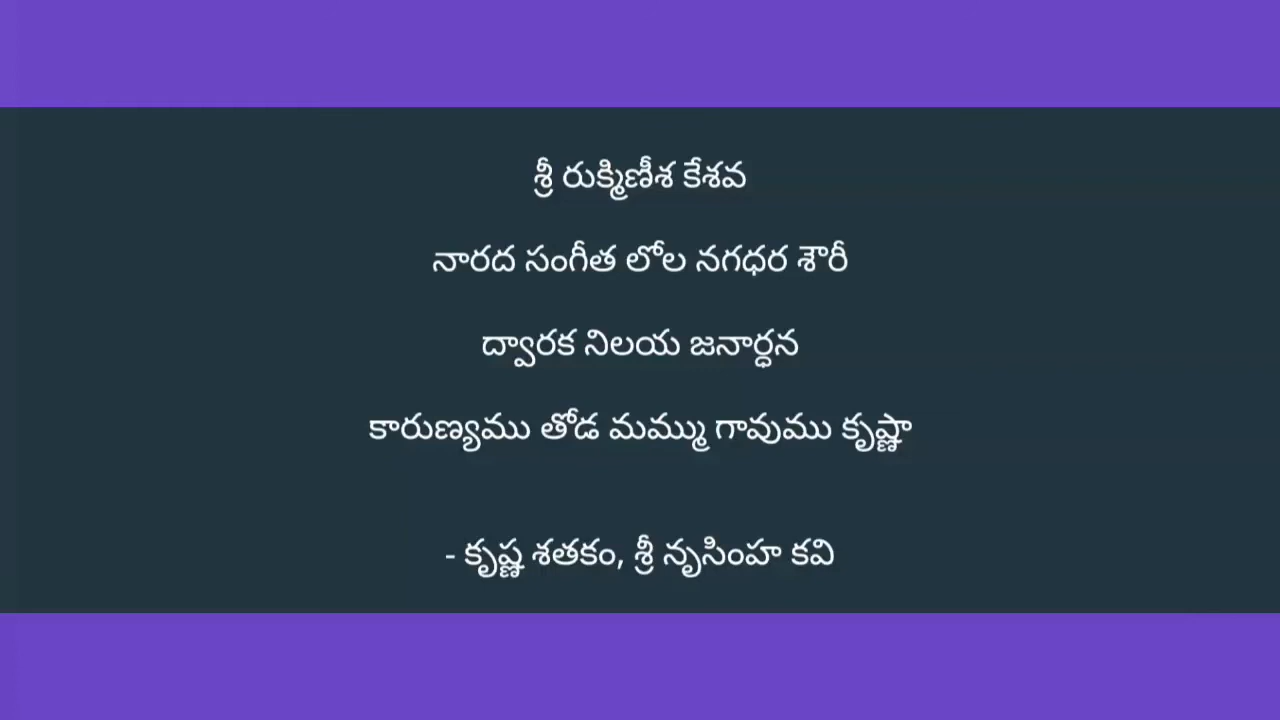 శ్రీ రుక్మిణీశ కేశవ
నారద సంగీత లోల నగధర శౌరీ
ద్వారక నిలయ జనార్ధన
కారుణ్యము తోడ మమ్ము గావుము కృష్ణా
- కృష్ణ శతకం, శ్రీ నృసింహ కవి